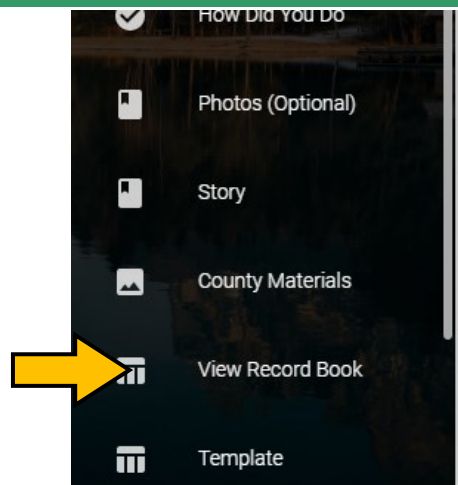 How Did You Do
Photos (Optional)
Story
County Materials
View Record Book
Template